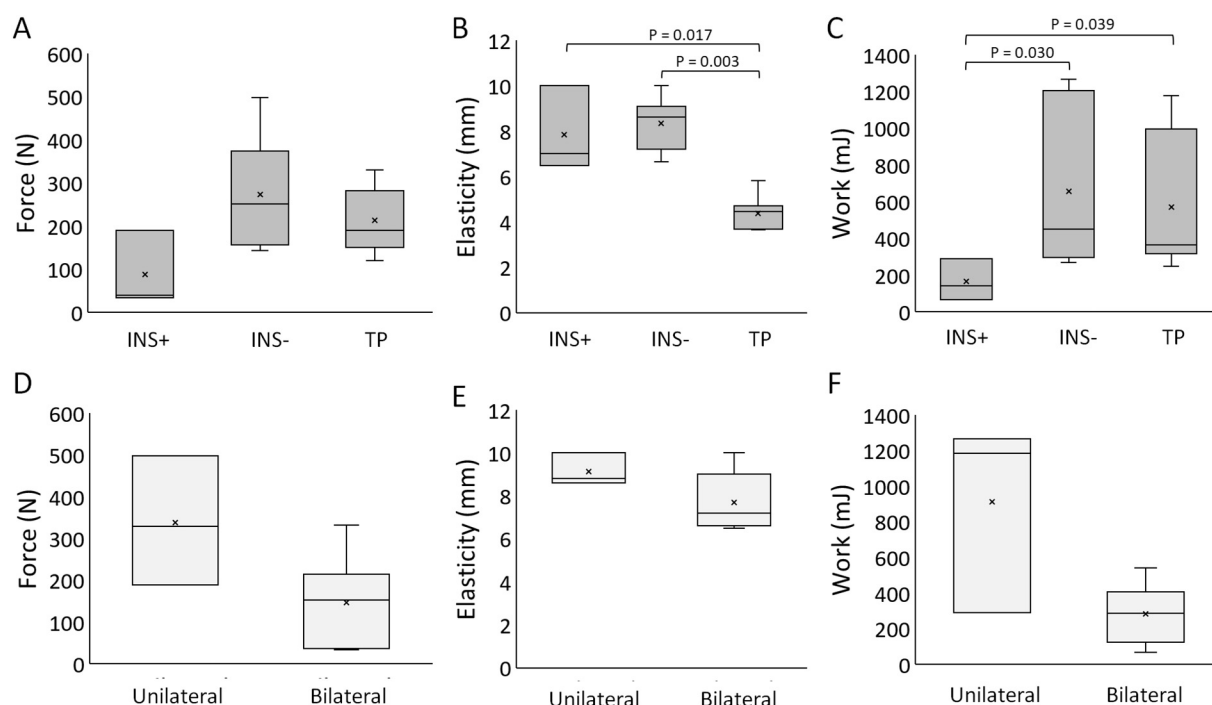 A
Force (N)
600
500
400
300
200
100
0
INS+ INS- TP
B
Elasticity (mm)
12
10
8
6
4
2
0
P = 0.017
P = 0.003
INS+ INS- TP
C
Work (mJ)
1400
1200
1000
800
600
400
200
0
P = 0.039
P = 0.030
INS+ INS- TP
D
Force (N)
600
500
400
300
200
100
0
Unilateral Bilateral
E
Elasticity (mm)
12
10
8
6
4
2
0
Unilateral Bilateral
F
Work (mJ)
1400
1200
1000
800
600
400
200
0
Unilateral Bilateral